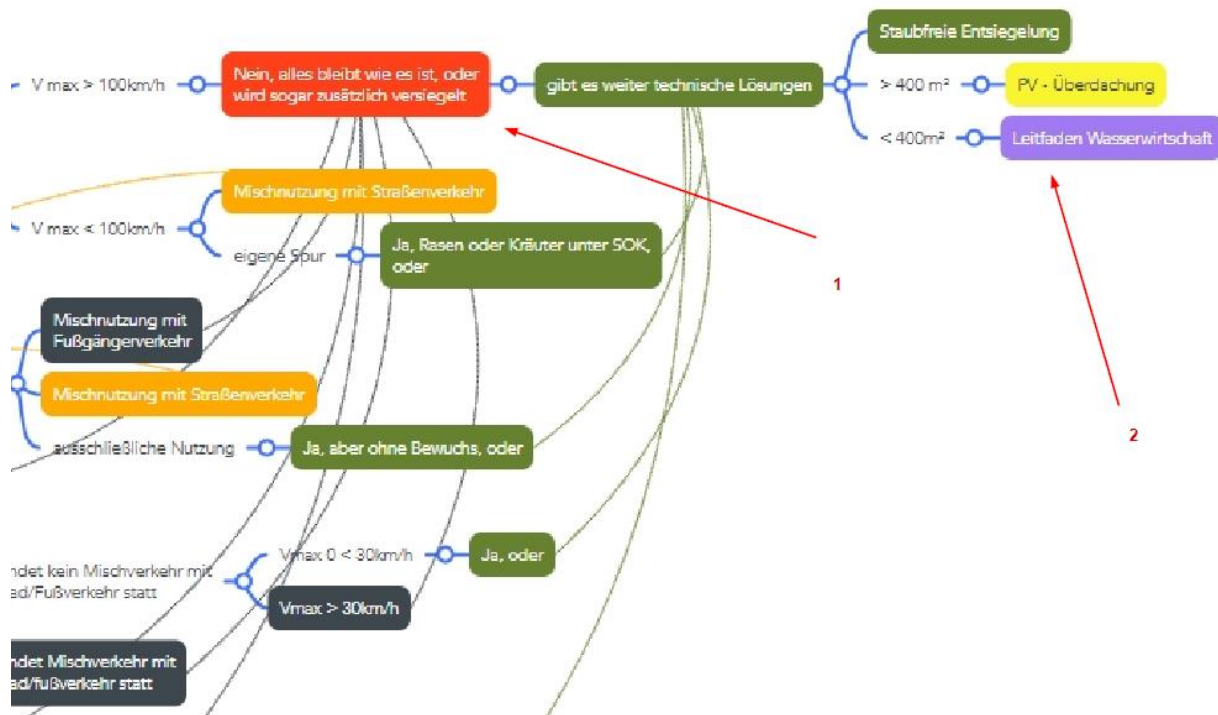 Staubfreie Entsiegelung
V max > 100km/h
Nein, alles bleibt wie es ist, oder
wird sogar zusätzlich versiegelt
gibt es weiter technische Lösungen
> 400 m²
PV - Überdachung
< 400m²
Leitfaden Wasserwirtschaft
Mischnutzung mit Straßenverkehr
V max < 100km/h
eigene Spur
Ja, Rasen oder Kräuter unter SOK,
oder
1
Mischnutzung mit
Fußgängerverkehr
Mischnutzung mit Straßenverkehr
2
ausschließliche Nutzung
Ja, aber ohne Bewuchs, oder
Vmax 0 < 30km/h
Ja, oder
ndet kein Mischverkehr mit
ad/Fußverkehr statt
Vmax > 30km/h
ndet Mischverkehr mit
ad/fußverkehr statt